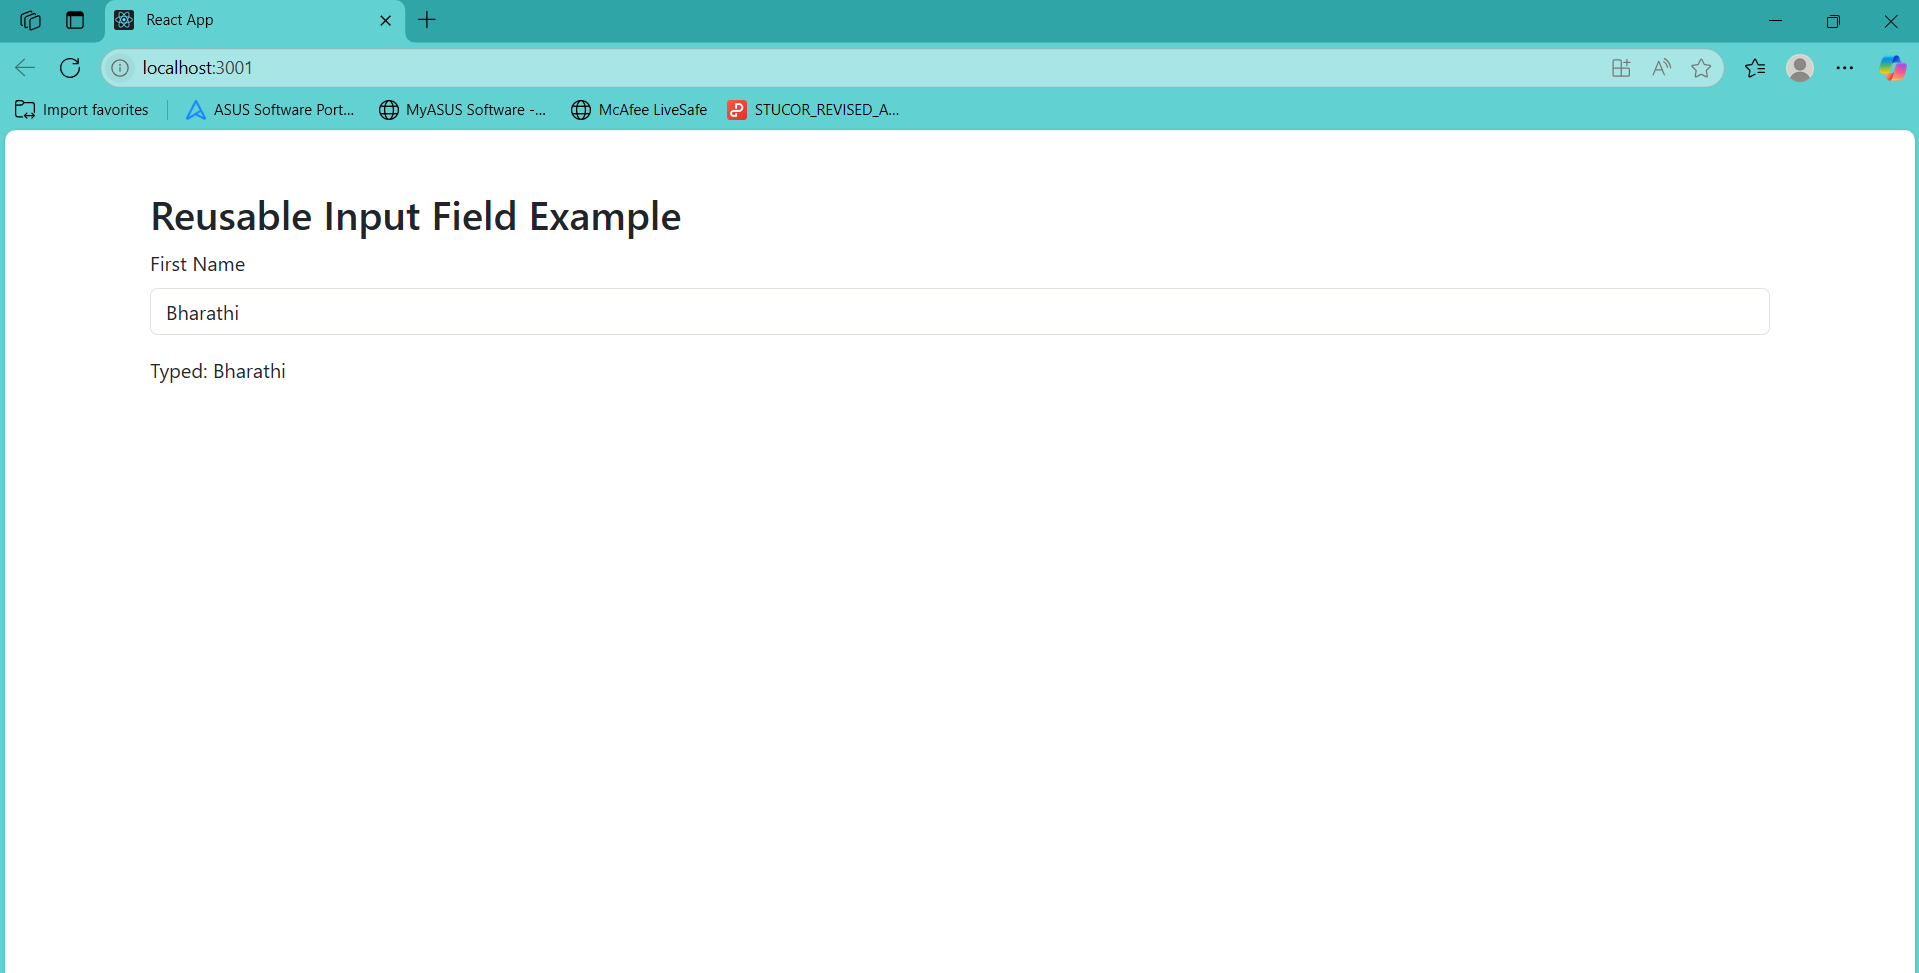 React App
localhost:3001
Import favorites
ASUS Software Port...
MyASUS Software -...
McAfee LiveSafe
STUCOR_REVISED_A...
Reusable Input Field Example
First Name
Bharathi
Typed: Bharathi